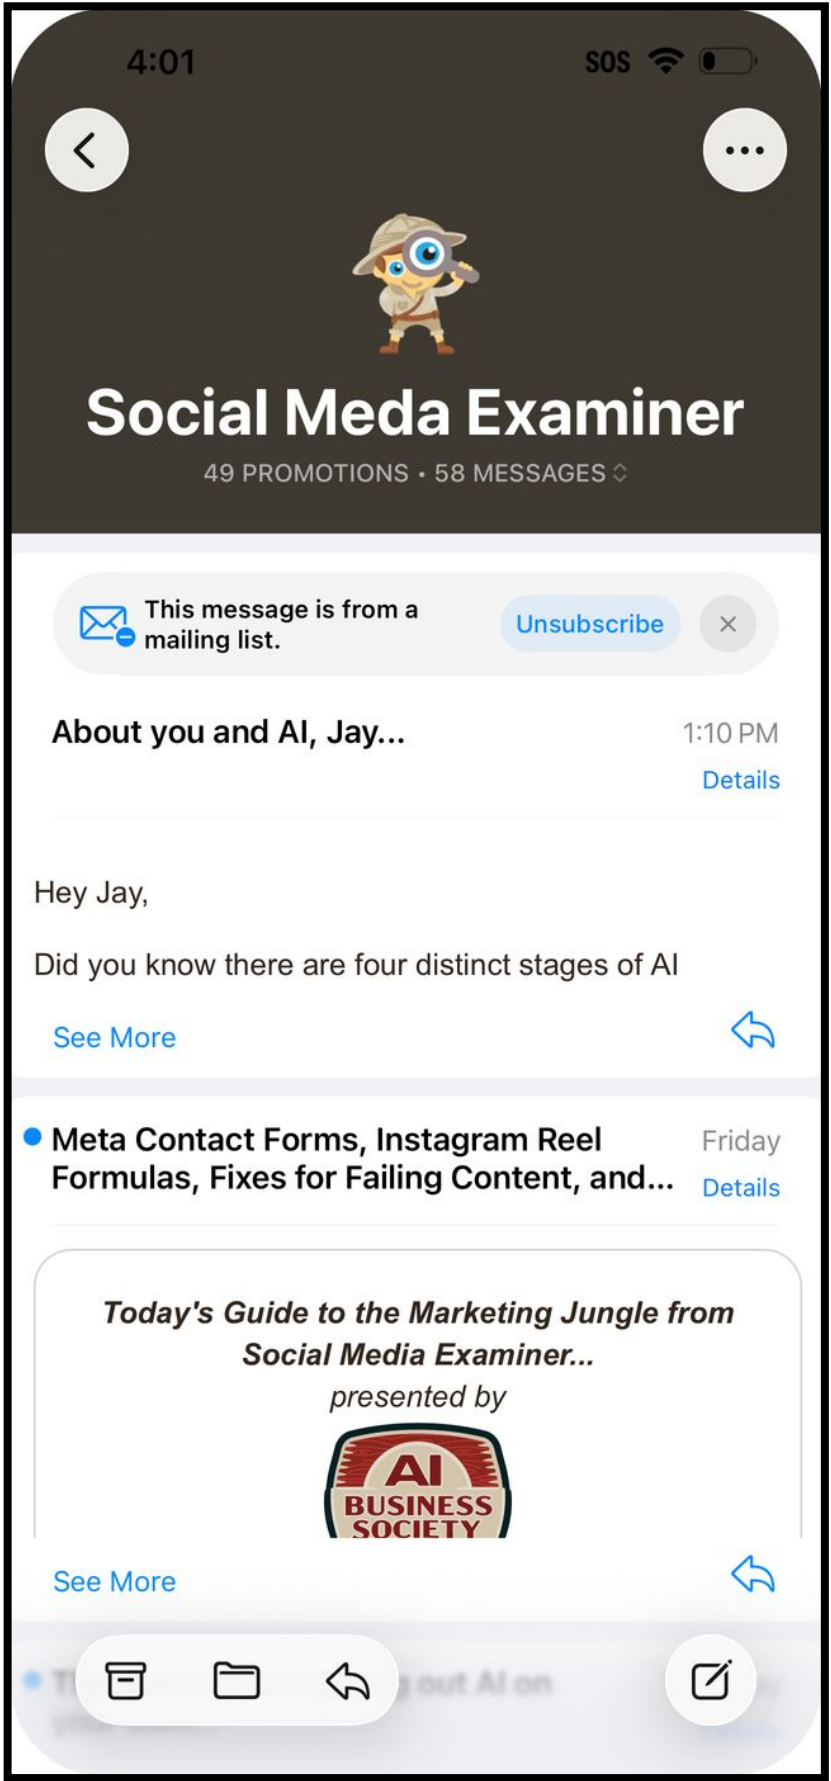 4:01
SOS
Social Meda Examiner
49 PROMOTIONS • 58 MESSAGES
This message is from a
mailing list.
Unsubscribe
About you and AI, Jay...
1:10 PM
Details
Hey Jay,
Did you know there are four distinct stages of AI
See More
Meta Contact Forms, Instagram Reel
Friday
Formulas, Fixes for Failing Content, and...
Details
Today's Guide to the Marketing Jungle from
Social Media Examiner...
presented by
AI
BUSINESS
SOCIETY
See More
out AI on